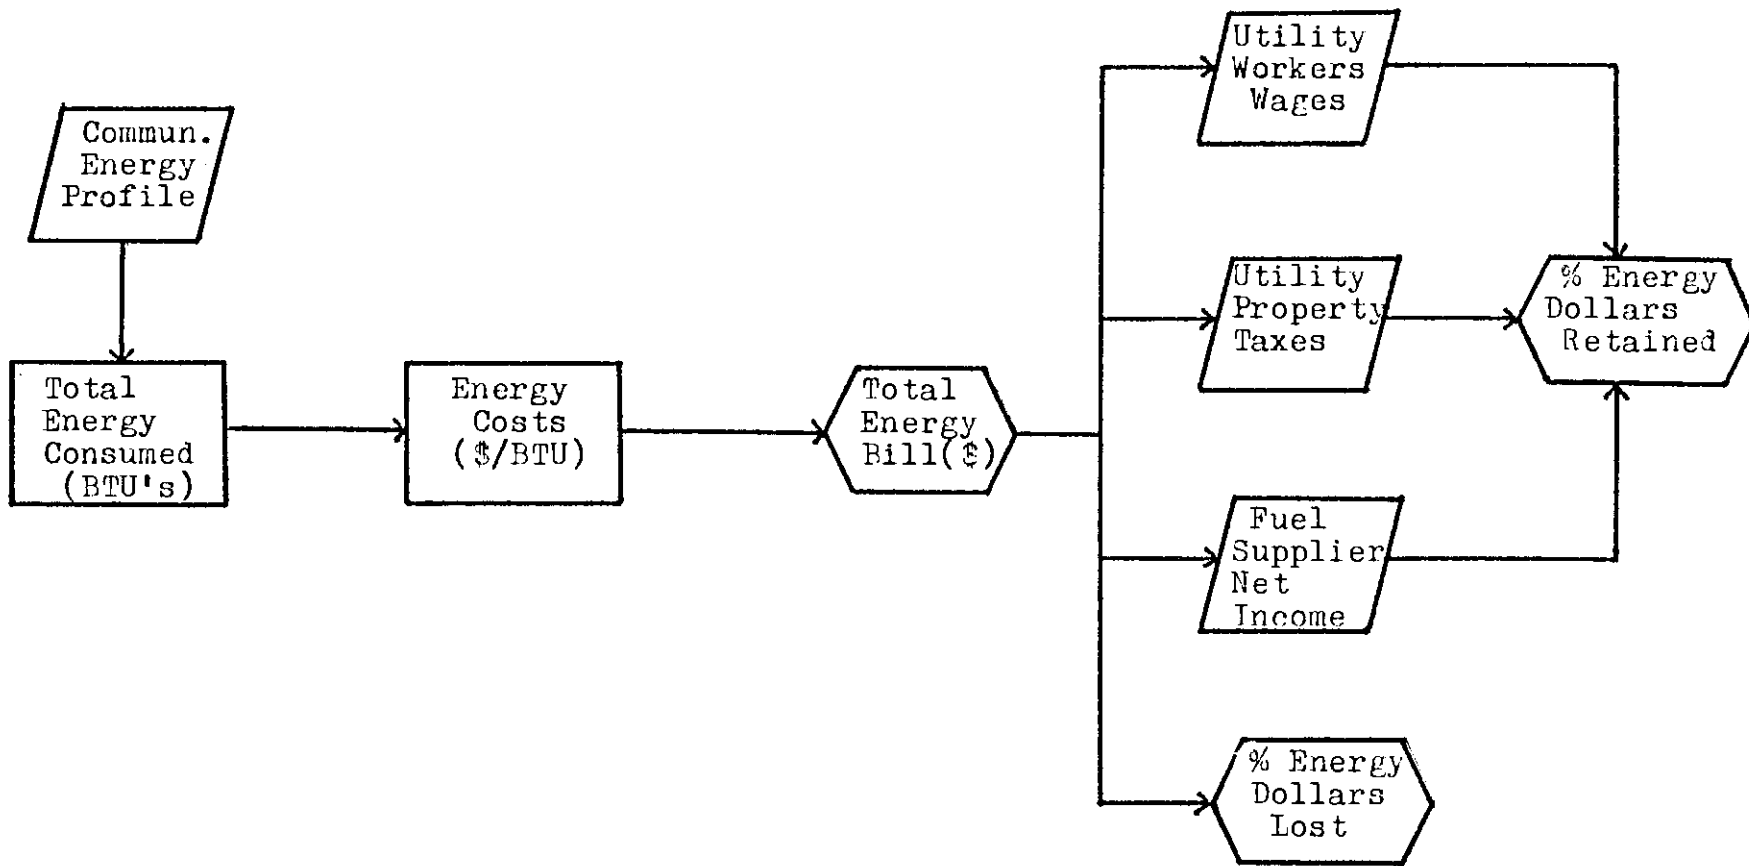 Commun.
Energy
Profile
Total
Energy
Consumed
(BTU's)
Energy
Costs
($/BTU)
Total
Energy
Bill($)
Utility
Workers
Wages
Utility
Property
Taxes
Fuel
Supplier
Net
Income
% Energy
Dollars
Retained
% Energy
Dollars
Lost